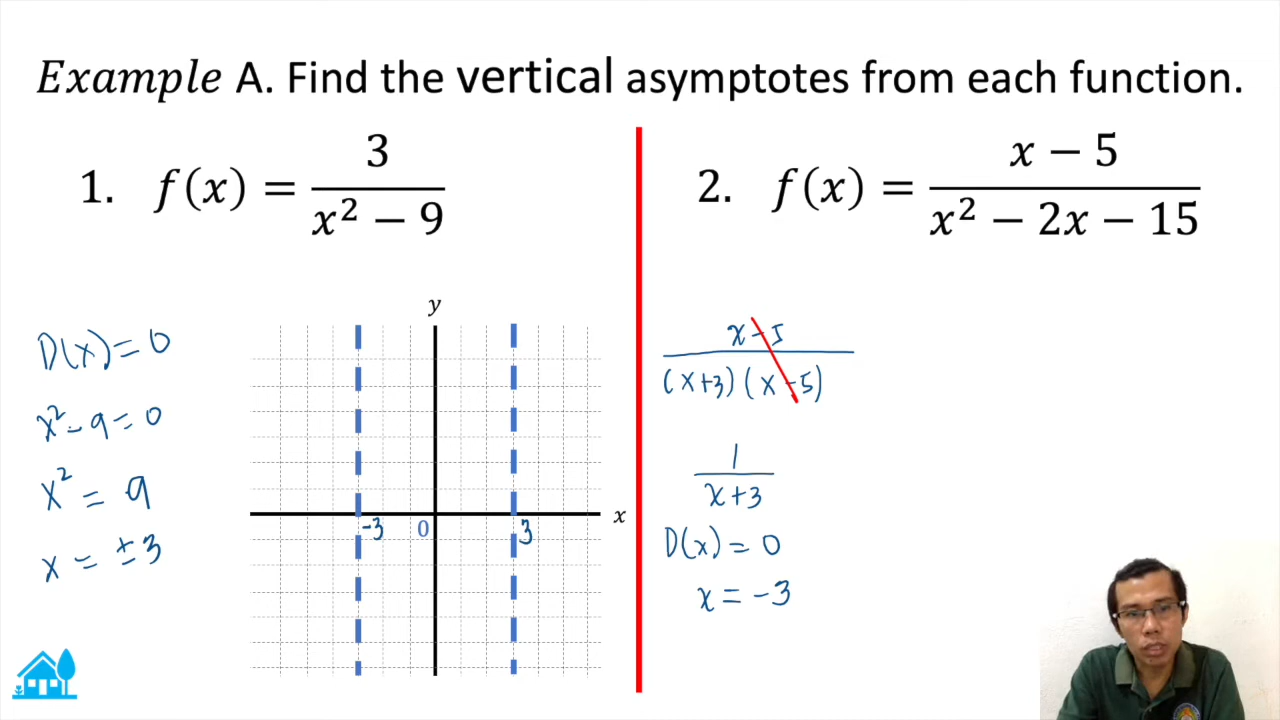 Example A. Find the vertical asymptotes from each function.
1. f(x) = 3 / (x² − 9)
D(x) = 0
x² − 9 = 0
x² = 9
x = ±3
y
x
-3 0 3
2. f(x) = (x − 5) / (x² − 2x − 15)
x − 5
(x+3)(x−5)
1
x+3
D(x) = 0
x = −3